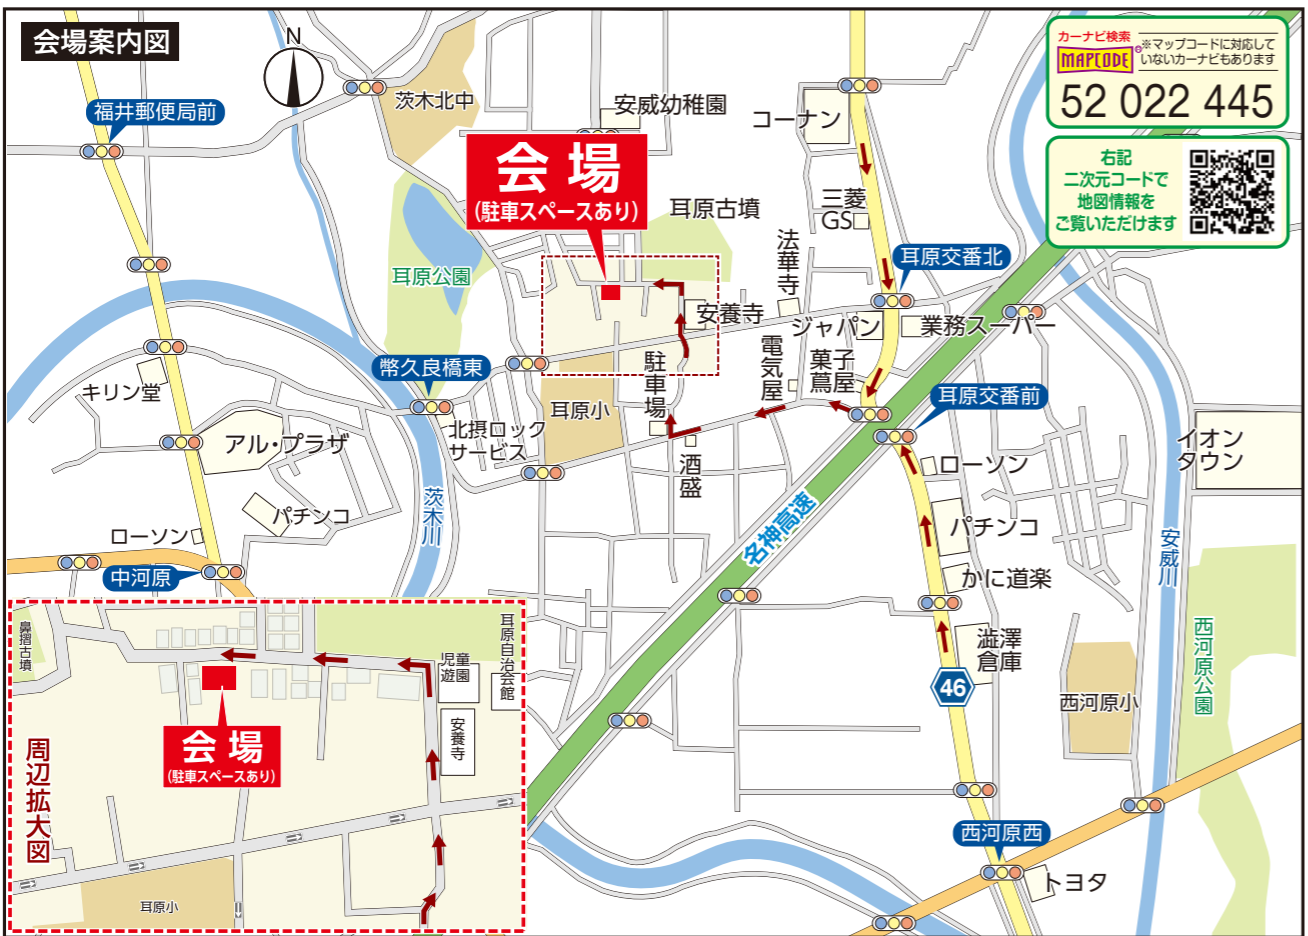 会場案内図
N
カーナビ検索
MAPCODE®
※マップコードに対応して
いないカーナビもあります
52 022 445
右記
二次元コードで
地図情報を
ご覧いただけます
福井郵便局前
茨木北中
安威幼稚園
コーナン
会場
(駐車スペースあり)
耳原古墳
三菱
GS
法華寺
耳原交番北
耳原公園
安養寺
ジャパン
業務スーパー
幣久良橋東
駐車場
電気屋
菓子
蔦屋
耳原交番前
キリン堂
耳原小
北摂ロック
サービス
アル・プラザ
酒盛
ローソン
イオン
タウン
パチンコ
茨木川
名神高速
パチンコ
ローソン
安威川
中河原
かに道楽
澁澤
倉庫
西河原公園
46
西河原小
西河原西
トヨタ
鼻摺古墳
耳原自治会館
児童
遊園
安養寺
会場
(駐車スペースあり)
周辺拡大図
耳原小